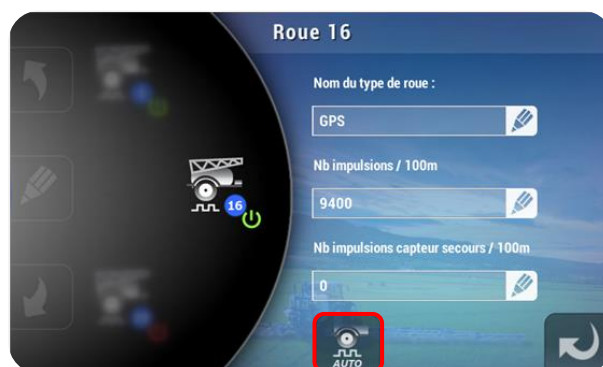 Roue 16
Nom du type de roue :
GPS
Nb impulsions / 100m
9400
16
Nb impulsions capteur secours / 100m
0
AUTO